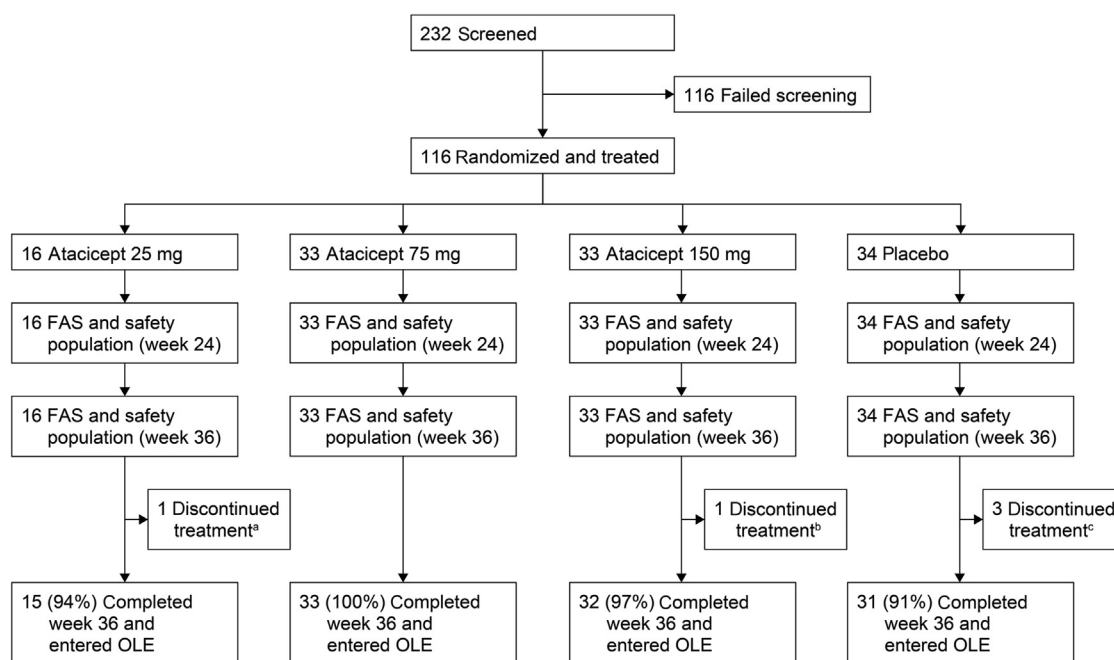 232 Screened
116 Failed screening
116 Randomized and treated
16 Atacicept 25 mg
33 Atacicept 75 mg
33 Atacicept 150 mg
34 Placebo
16 FAS and safety
population (week 24)
33 FAS and safety
population (week 24)
33 FAS and safety
population (week 24)
34 FAS and safety
population (week 24)
16 FAS and safety
population (week 36)
33 FAS and safety
population (week 36)
33 FAS and safety
population (week 36)
34 FAS and safety
population (week 36)
1 Discontinued
treatmentᵃ
1 Discontinued
treatmentᵇ
3 Discontinued
treatmentᶜ
15 (94%) Completed
week 36 and
entered OLE
33 (100%) Completed
week 36 and
entered OLE
32 (97%) Completed
week 36 and
entered OLE
31 (91%) Completed
week 36 and
entered OLE